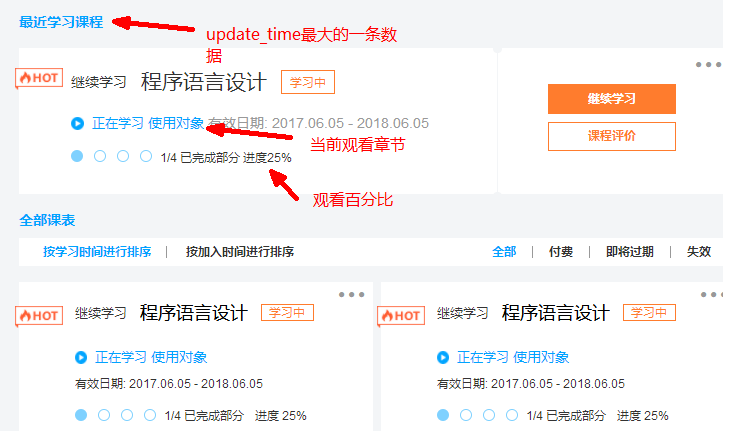 最近学习课程
update_time最大的一条数
据
HOT
继续学习 程序语言设计 学习中
继续学习
正在学习 使用对象 有效日期: 2017.06.05 - 2018.06.05
课程评价
当前观看章节
1/4 已完成部分 进度25%
观看百分比
全部课表
按学习时间进行排序 | 按加入时间进行排序 全部 | 付费 | 即将过期 | 失效
HOT 继续学习 程序语言设计 学习中
正在学习 使用对象
有效日期: 2017.06.05 - 2018.06.05
1/4 已完成部分 进度 25%
HOT 继续学习 程序语言设计 学习中
正在学习 使用对象
有效日期: 2017.06.05 - 2018.06.05
1/4 已完成部分 进度 25%